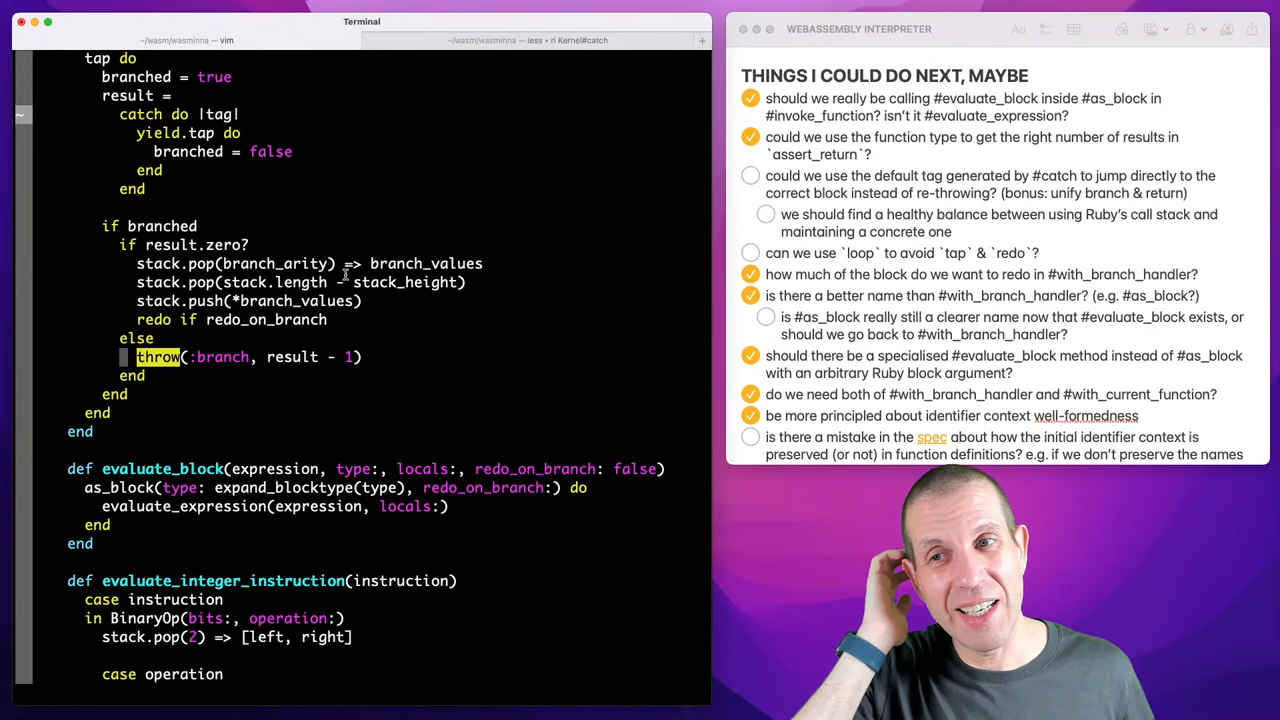 Terminal
~/wasm/wasminna — vim
~/wasm/wasminna — less • ri Kernel#catch
+
tap do
branched = true
result =
catch do |tag|
yield.tap do
branched = false
end
end
if branched
if result.zero?
stack.pop(branch_arity) => branch_values
stack.pop(stack.length - stack_height)
stack.push(*branch_values)
redo if redo_on_branch
else
throw(:branch, result - 1)
end
end
end
end
def evaluate_block(expression, type:, locals:, redo_on_branch: false)
as_block(type: expand_blocktype(type), redo_on_branch:) do
evaluate_expression(expression, locals:)
end
end
def evaluate_integer_instruction(instruction)
case instruction
in BinaryOp(bits:, operation:)
stack.pop(2) => [left, right]
case operation
~
WEBASSEMBLY INTERPRETER
Aa
THINGS I COULD DO NEXT, MAYBE
should we really be calling #evaluate_block inside #as_block in
#invoke_function? isn’t it #evaluate_expression?
could we use the function type to get the right number of results in
`assert_return`?
could we use the default tag generated by #catch to jump directly to the
correct block instead of re-throwing? (bonus: unify branch & return)
we should find a healthy balance between using Ruby’s call stack and
maintaining a concrete one
can we use `loop` to avoid `tap` & `redo`?
how much of the block do we want to redo in #with_branch_handler?
is there a better name than #with_branch_handler? (e.g. #as_block?)
is #as_block really still a clearer name now that #evaluate_block exists, or
should we go back to #with_branch_handler?
should there be a specialised #evaluate_block method instead of #as_block
with an arbitrary Ruby block argument?
do we need both of #with_branch_handler and #with_current_function?
be more principled about identifier context well-formedness
is there a mistake in the spec about how the initial identifier context is
preserved (or not) in function definitions? e.g. if we don’t preserve the names